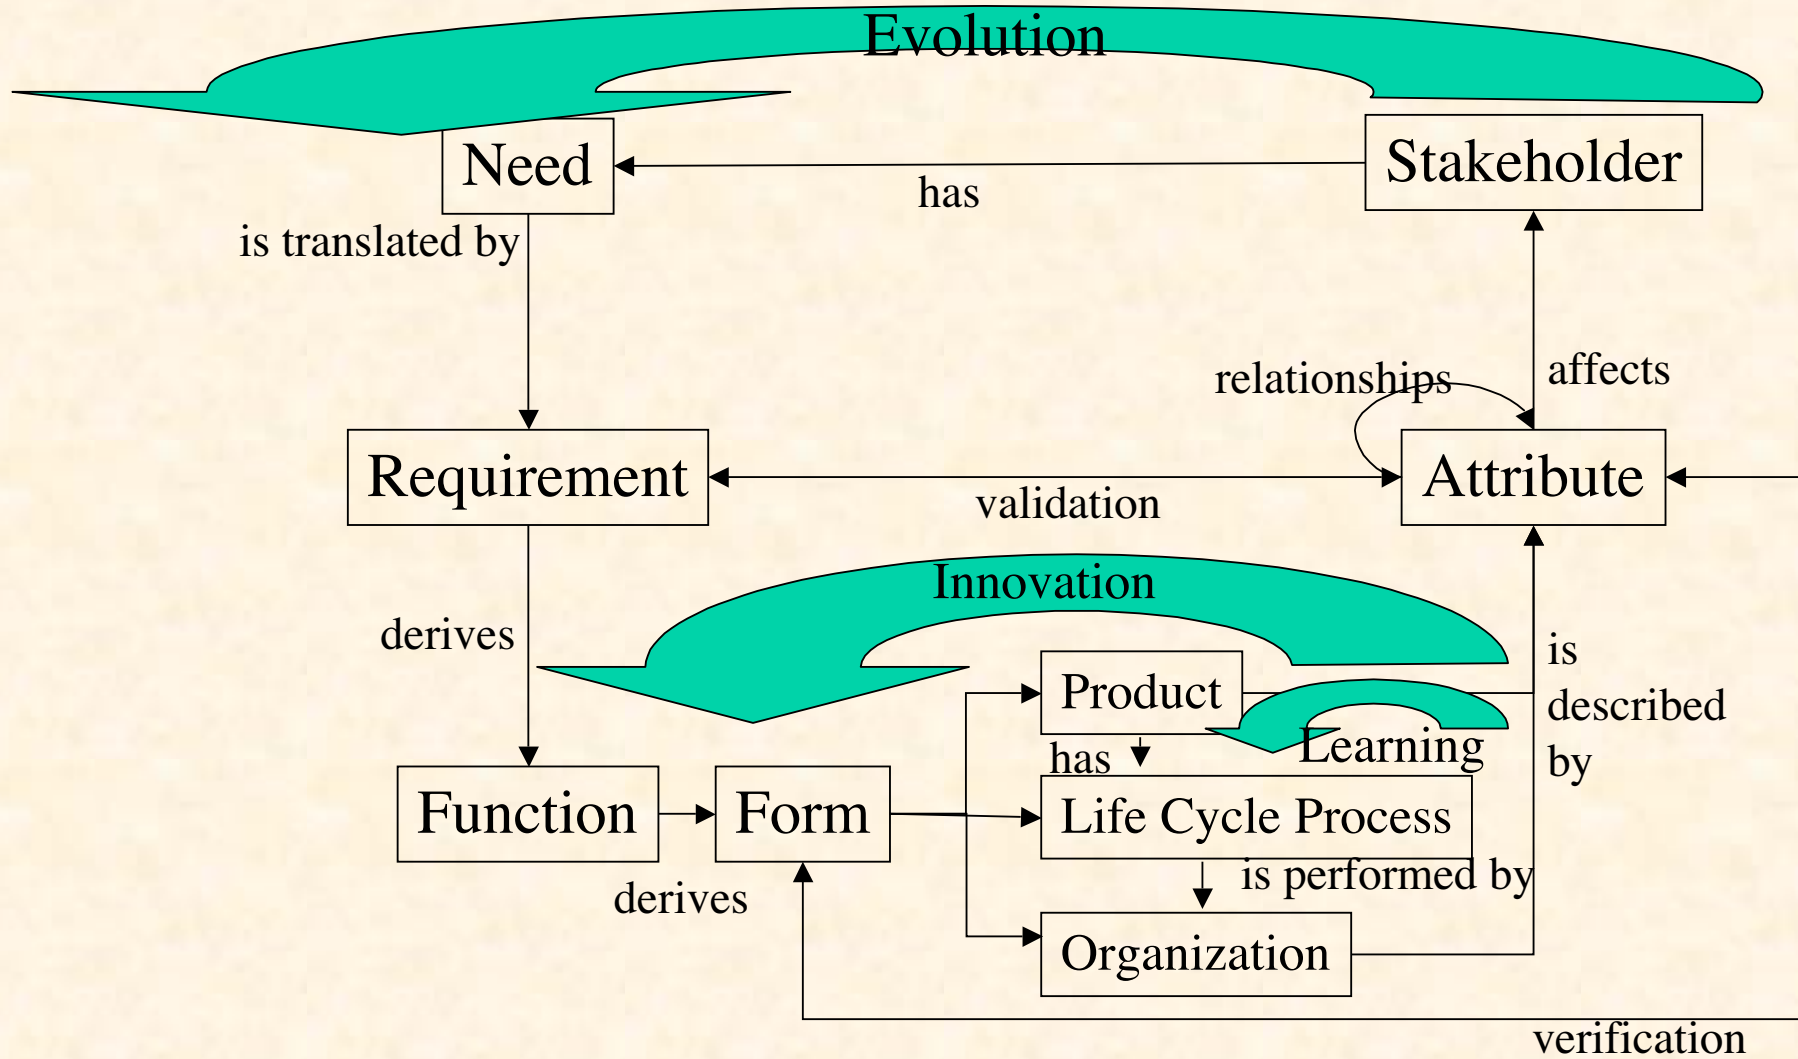 Evolution
Need
Stakeholder
has
is translated by
relationships
affects
Requirement
Attribute
validation
Innovation
derives
is
described
by
Product
Learning
has
Function
Form
Life Cycle Process
is performed by
derives
Organization
verification